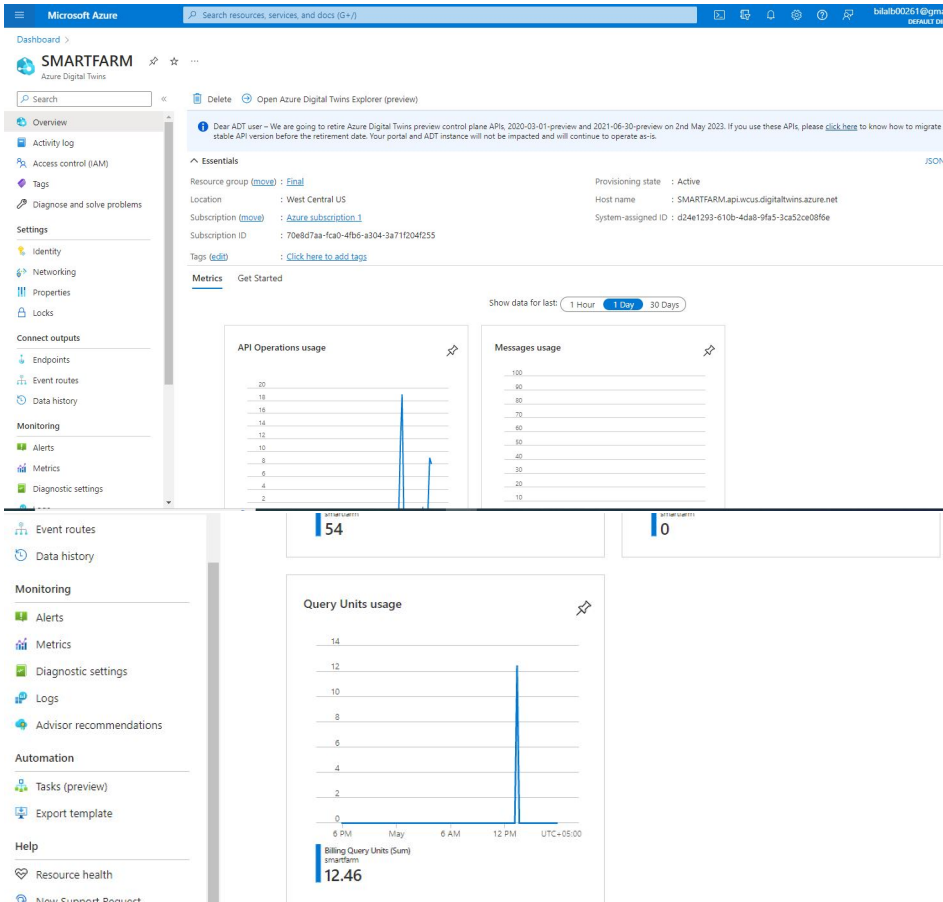 Microsoft Azure
Search resources, services, and docs (G+/)
bilalb00261@gma
DEFAULT DI
Dashboard >
SMARTFARM
Azure Digital Twins
Search
Overview
Activity log
Access control (IAM)
Tags
Diagnose and solve problems
Settings
Identity
Networking
Properties
Locks
Connect outputs
Endpoints
Event routes
Data history
Monitoring
Alerts
Metrics
Diagnostic settings
Delete
Open Azure Digital Twins Explorer (preview)
Dear ADT user – We are going to retire Azure Digital Twins preview control plane APIs, 2020-03-01-preview and 2021-06-30-preview on 2nd May 2023. If you use these APIs, please click here to know how to migrate
stable API version before the retirement date. Your portal and ADT instance will not be impacted and will continue to operate as-is.
Essentials
JSON
Resource group (move) : Final
Location : West Central US
Subscription (move) : Azure subscription 1
Subscription ID : 70e8d7aa-fca0-4fb6-a304-3a71f204f255
Tags (edit) : Click here to add tags
Provisioning state : Active
Host name : SMARTFARM.api.wcus.digitaltwins.azure.net
System-assigned ID : d24e1293-610b-4da8-9fa5-3ca52ce08f6e
Metrics Get Started
Show data for last: 1 Hour 1 Day 30 Days
API Operations usage
20
18
16
14
12
10
8
6
4
2
Messages usage
100
90
80
70
60
50
40
30
20
10
Event routes
Data history
Monitoring
Alerts
Metrics
Diagnostic settings
Logs
Advisor recommendations
Automation
Tasks (preview)
Export template
Help
Resource health
New Support Request
smartfarm
54
smartfarm
0
Query Units usage
14
12
10
8
6
4
2
0
6 PM May 6 AM 12 PM UTC+05:00
Billing Query Units (Sum)
smartfarm
12.46